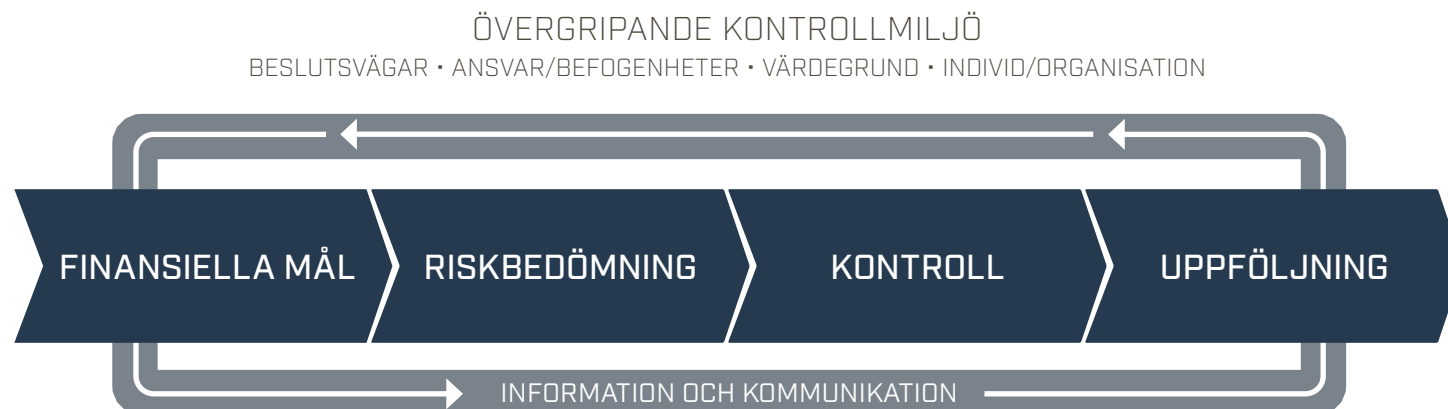 ÖVERGRIPANDE KONTROLLMILJÖ
BESLUTSVÄGAR • ANSVAR/BEFOGENHETER • VÄRDEGRUND • INDIVID/ORGANISATION
FINANSIELLA MÅL
RISKBEDÖMNING
KONTROLL
UPPFÖLJNING
INFORMATION OCH KOMMUNIKATION